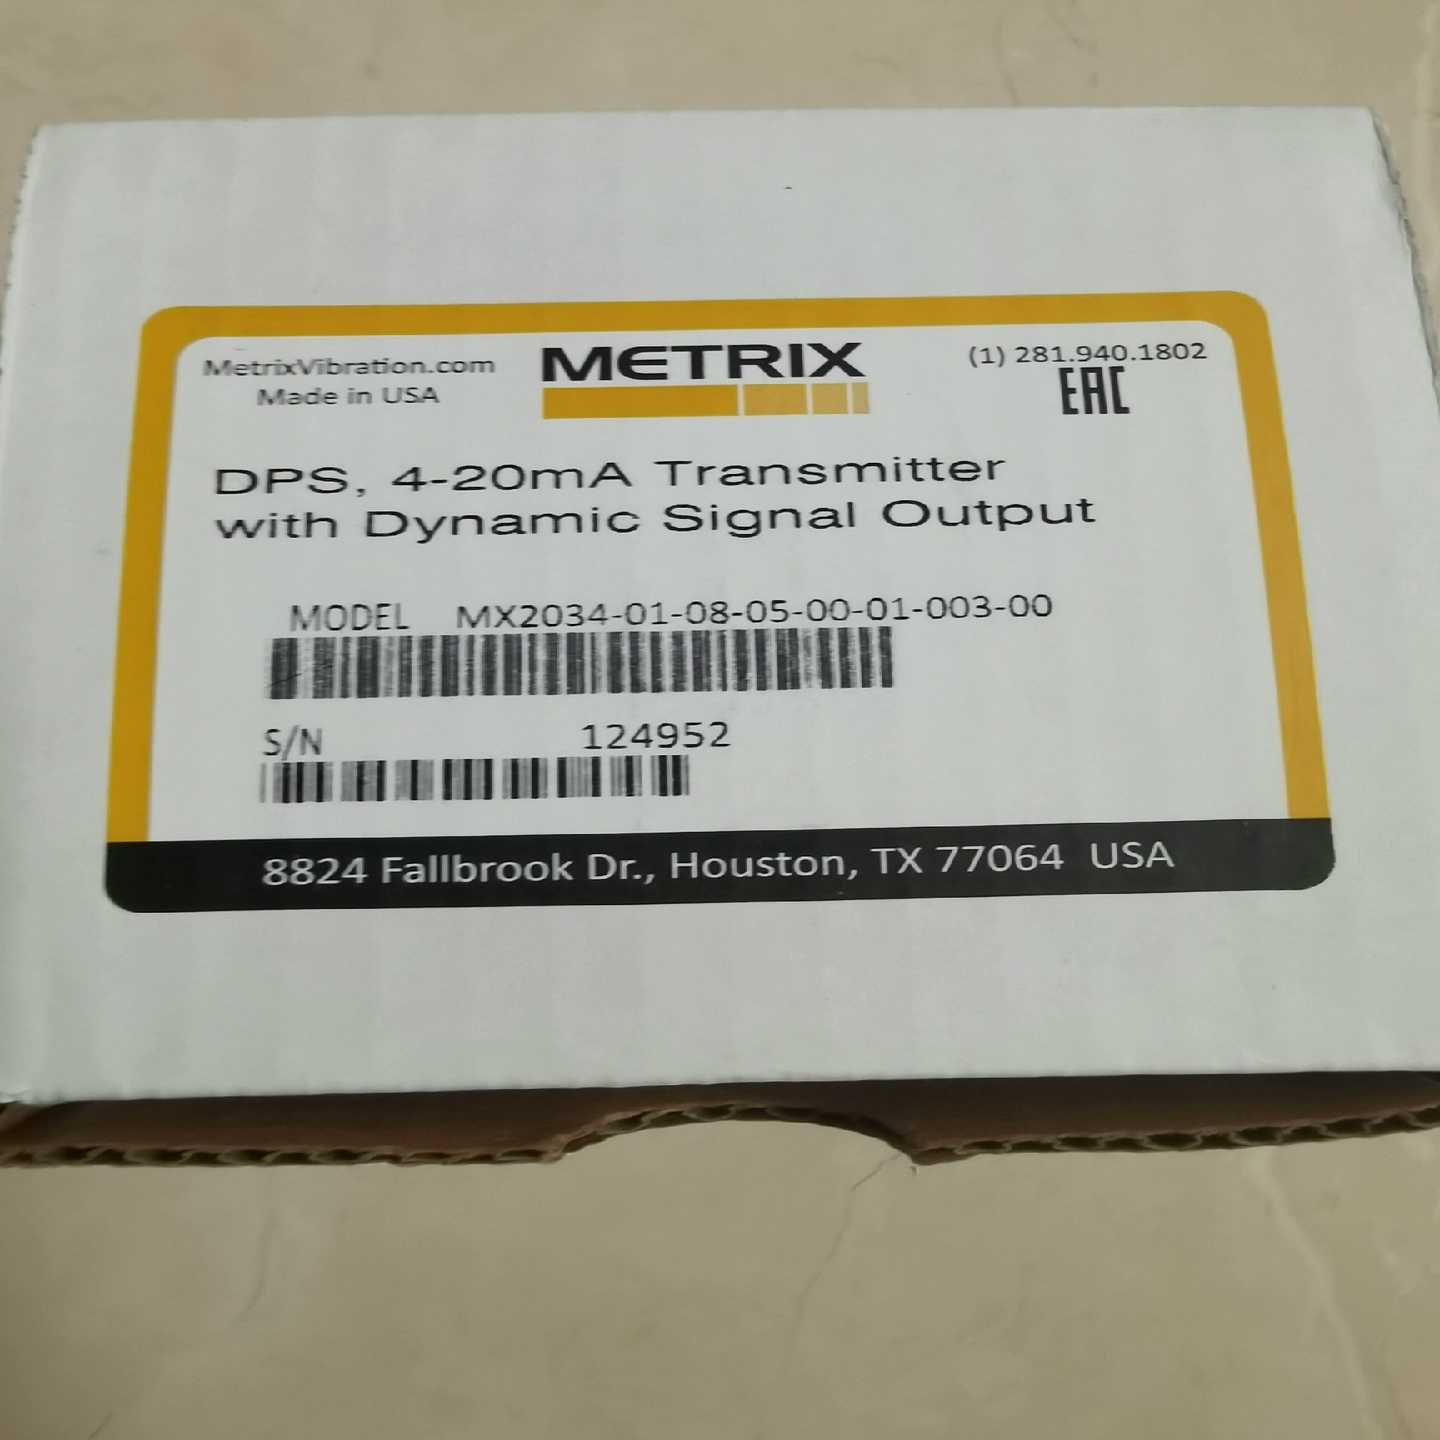 MetrixVibration.com
Made in USA
METRIX
(1) 281.940.1802
EAC
DPS, 4-20mA Transmitter
with Dynamic Signal Output
MODEL MX2034-01-08-05-00-01-003-00
S/N 124952
8824 Fallbrook Dr., Houston, TX 77064 USA